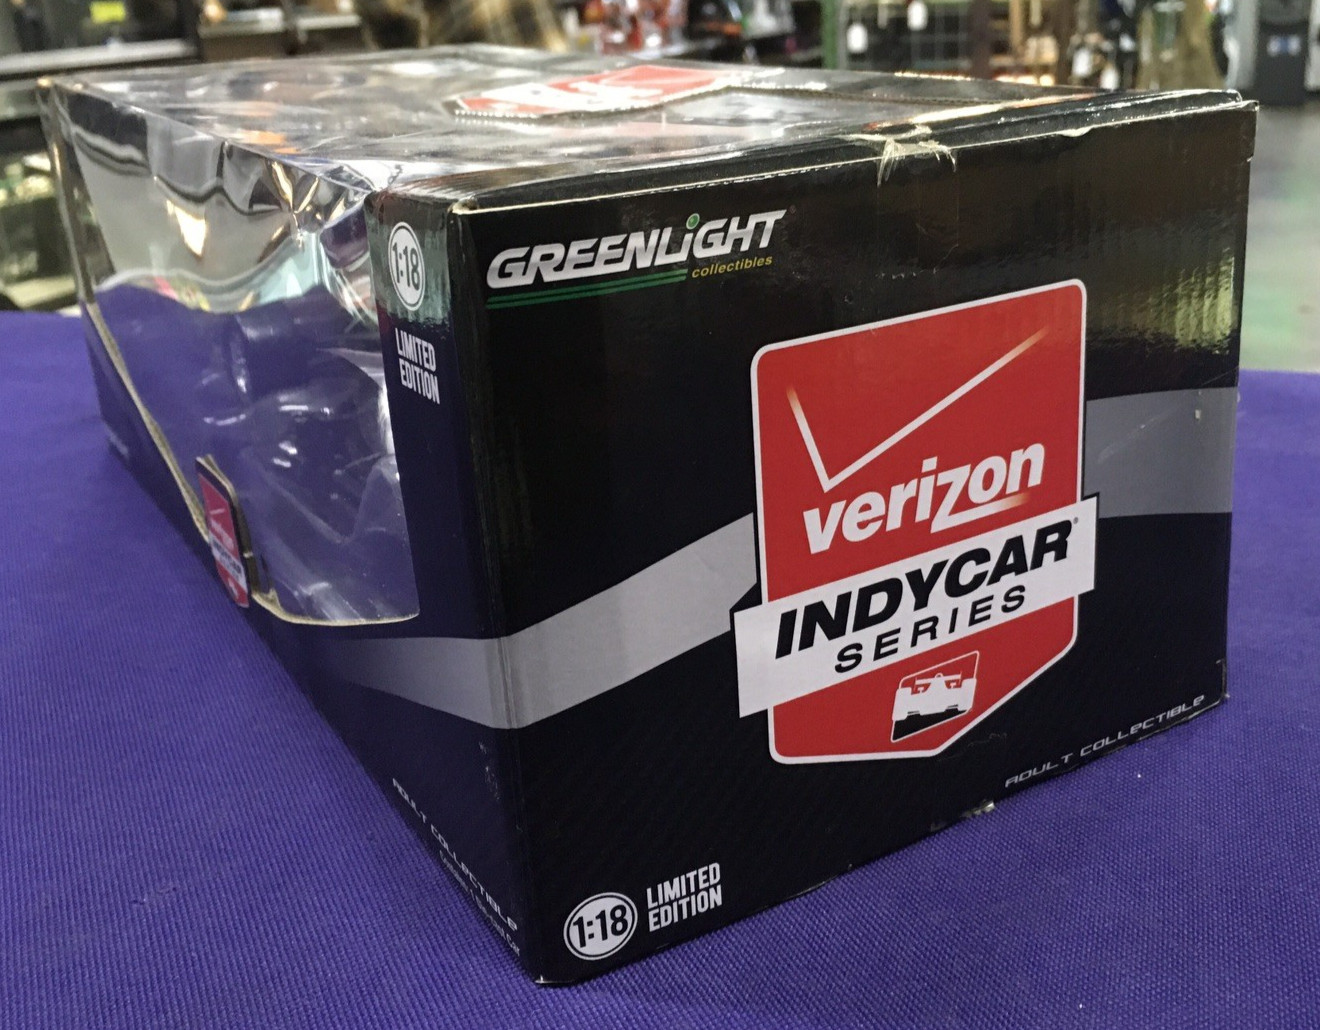 1:18
LIMITED
EDITION
GREENLiGHT
collectibles
verizon
INDYCAR
SERIES
ADULT COLLECTIBLE
1:18
LIMITED
EDITION
ADULT COLLECTIBLE